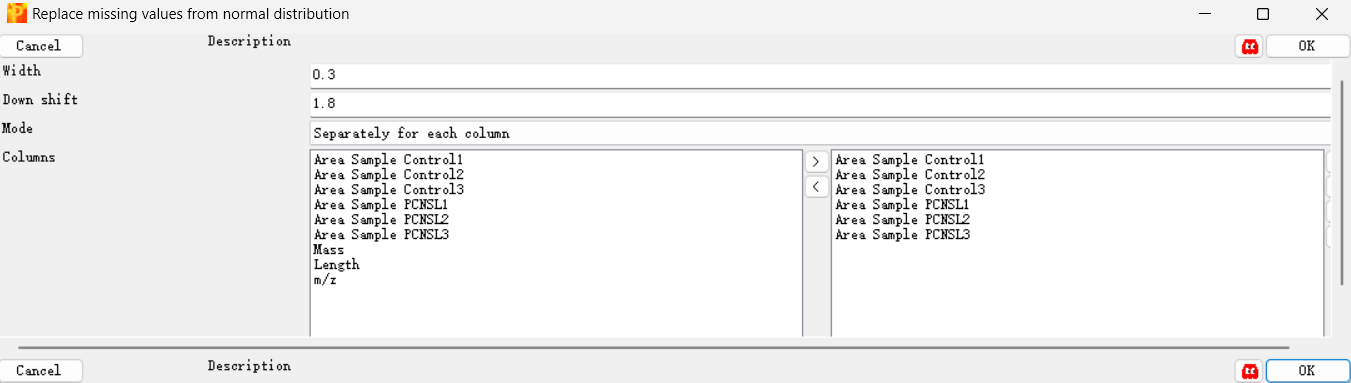 Replace missing values from normal distribution
Cancel Description OK
Width 0.3
Down shift 1.8
Mode Separately for each column
Columns
Area Sample Control1
Area Sample Control2
Area Sample Control3
Area Sample PCNSL1
Area Sample PCNSL2
Area Sample PCNSL3
Mass
Length
m/z
>
<
Area Sample Control1
Area Sample Control2
Area Sample Control3
Area Sample PCNSL1
Area Sample PCNSL2
Area Sample PCNSL3
Cancel Description OK